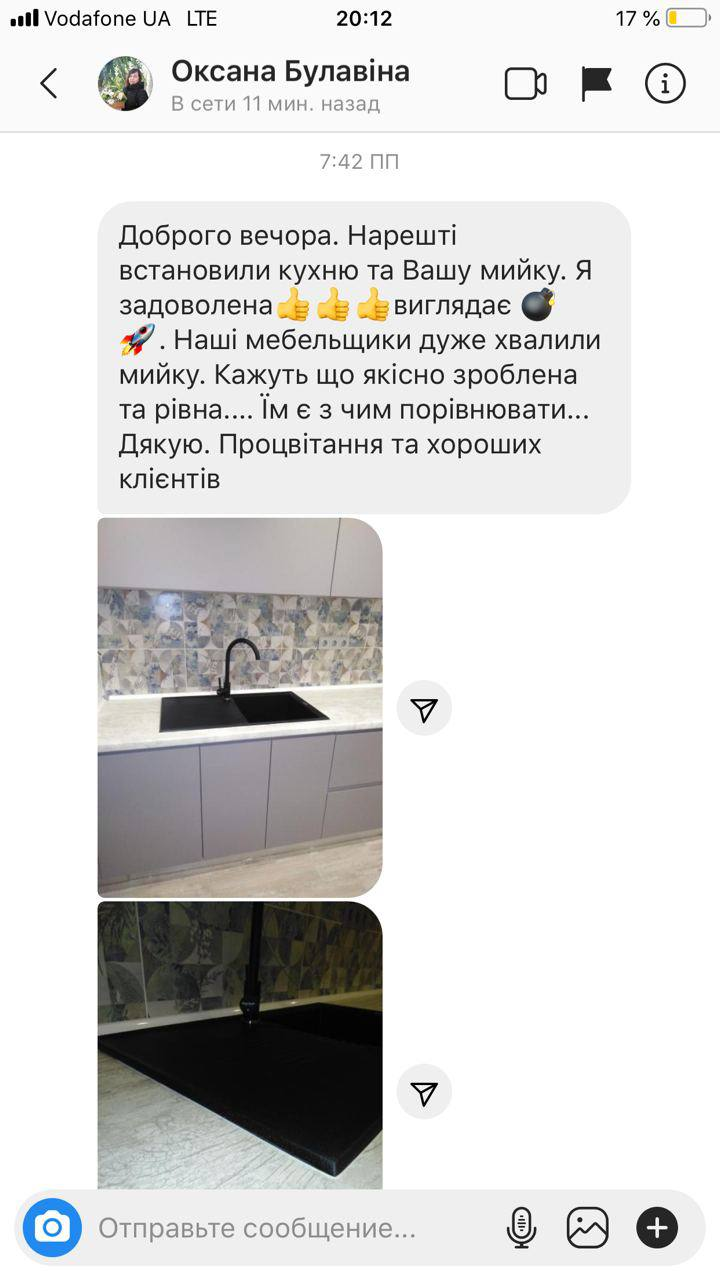 Vodafone UA LTE 20:12 17 %
Оксана Булавіна
В сети 11 мин. назад
7:42 ПП
Доброго вечора. Нарешті
встановили кухню та Вашу мийку. Я
задоволена👍👍👍виглядає 💣
🚀. Наші мебельщики дуже хвалили
мийку. Кажуть що якісно зроблена
та рівна.... Їм є з чим порівнювати...
Дякую. Процвітання та хороших
клієнтів
Отправьте сообщение...